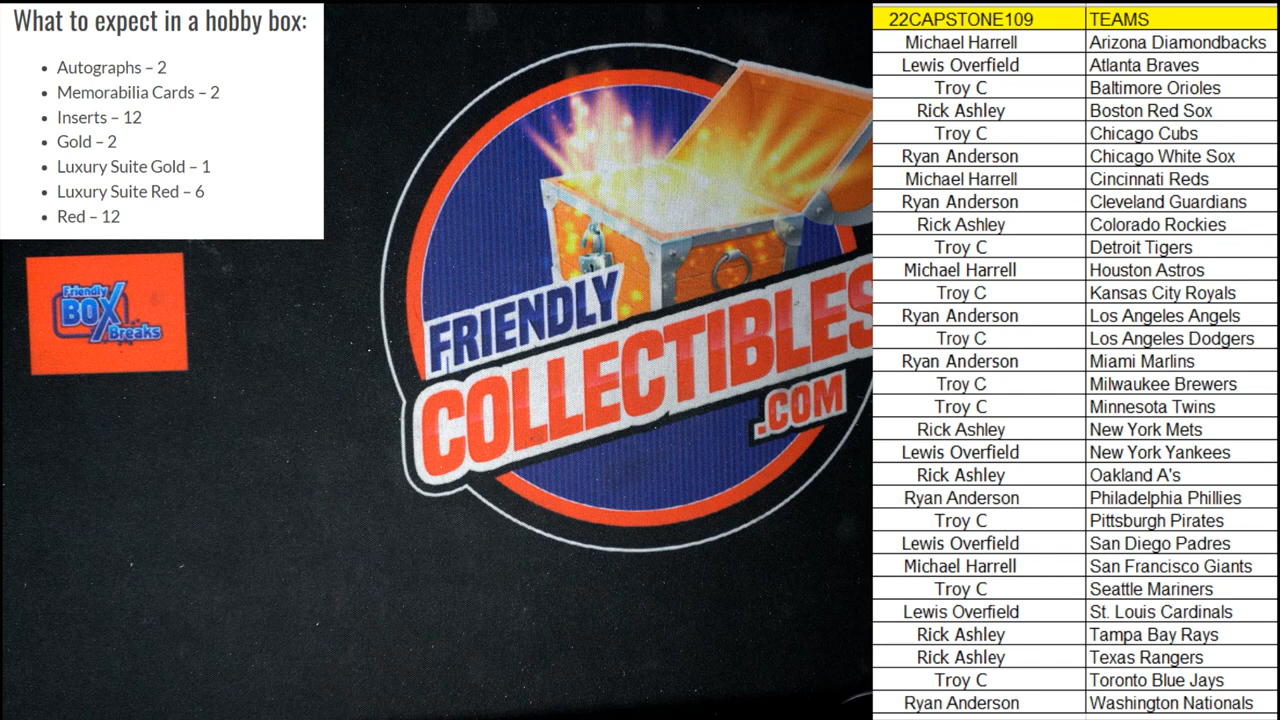 What to expect in a hobby box:
Autographs – 2
Memorabilia Cards – 2
Inserts – 12
Gold – 2
Luxury Suite Gold – 1
Luxury Suite Red – 6
Red – 12
Friendly
BOX
Breaks
FRIENDLY
COLLECTIBLES
.COM
22CAPSTONE109 TEAMS
Michael Harrell Arizona Diamondbacks
Lewis Overfield Atlanta Braves
Troy C Baltimore Orioles
Rick Ashley Boston Red Sox
Troy C Chicago Cubs
Ryan Anderson Chicago White Sox
Michael Harrell Cincinnati Reds
Ryan Anderson Cleveland Guardians
Rick Ashley Colorado Rockies
Troy C Detroit Tigers
Michael Harrell Houston Astros
Troy C Kansas City Royals
Ryan Anderson Los Angeles Angels
Troy C Los Angeles Dodgers
Ryan Anderson Miami Marlins
Troy C Milwaukee Brewers
Troy C Minnesota Twins
Rick Ashley New York Mets
Lewis Overfield New York Yankees
Rick Ashley Oakland A's
Ryan Anderson Philadelphia Phillies
Troy C Pittsburgh Pirates
Lewis Overfield San Diego Padres
Michael Harrell San Francisco Giants
Troy C Seattle Mariners
Lewis Overfield St. Louis Cardinals
Rick Ashley Tampa Bay Rays
Rick Ashley Texas Rangers
Troy C Toronto Blue Jays
Ryan Anderson Washington Nationals